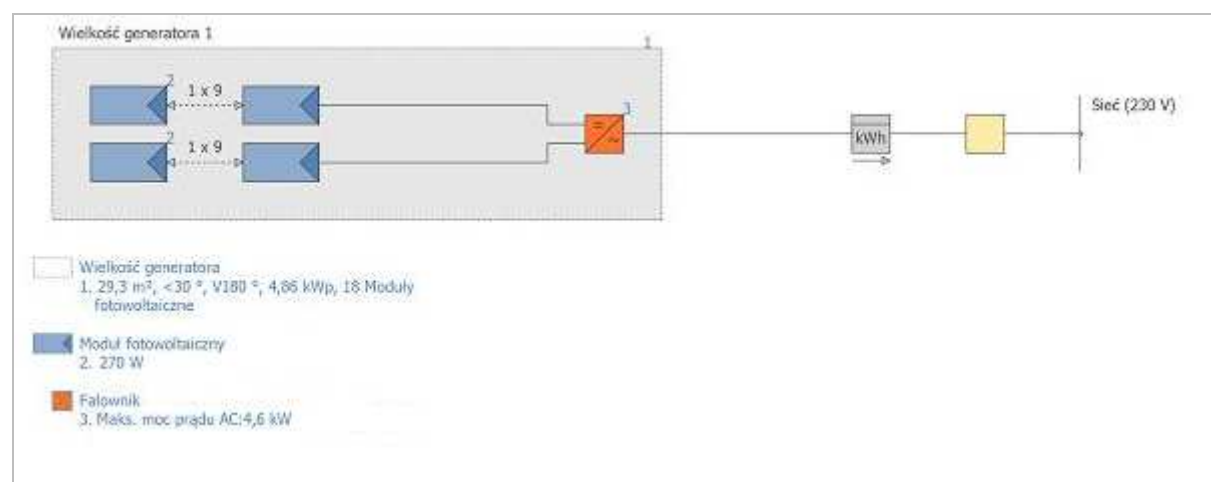 Wielkość generatora 1
1
2
1 x 9
3
Sieć (230 V)
2
1 x 9
kWh
Wielkość generatora
1. 29,3 m², <30 °, V180 °, 4,86 kWp, 18 Moduły
fotowoltaiczne
Moduł fotowoltaiczny
2. 270 W
Falownik
3. Maks. moc prądu AC:4,6 kW